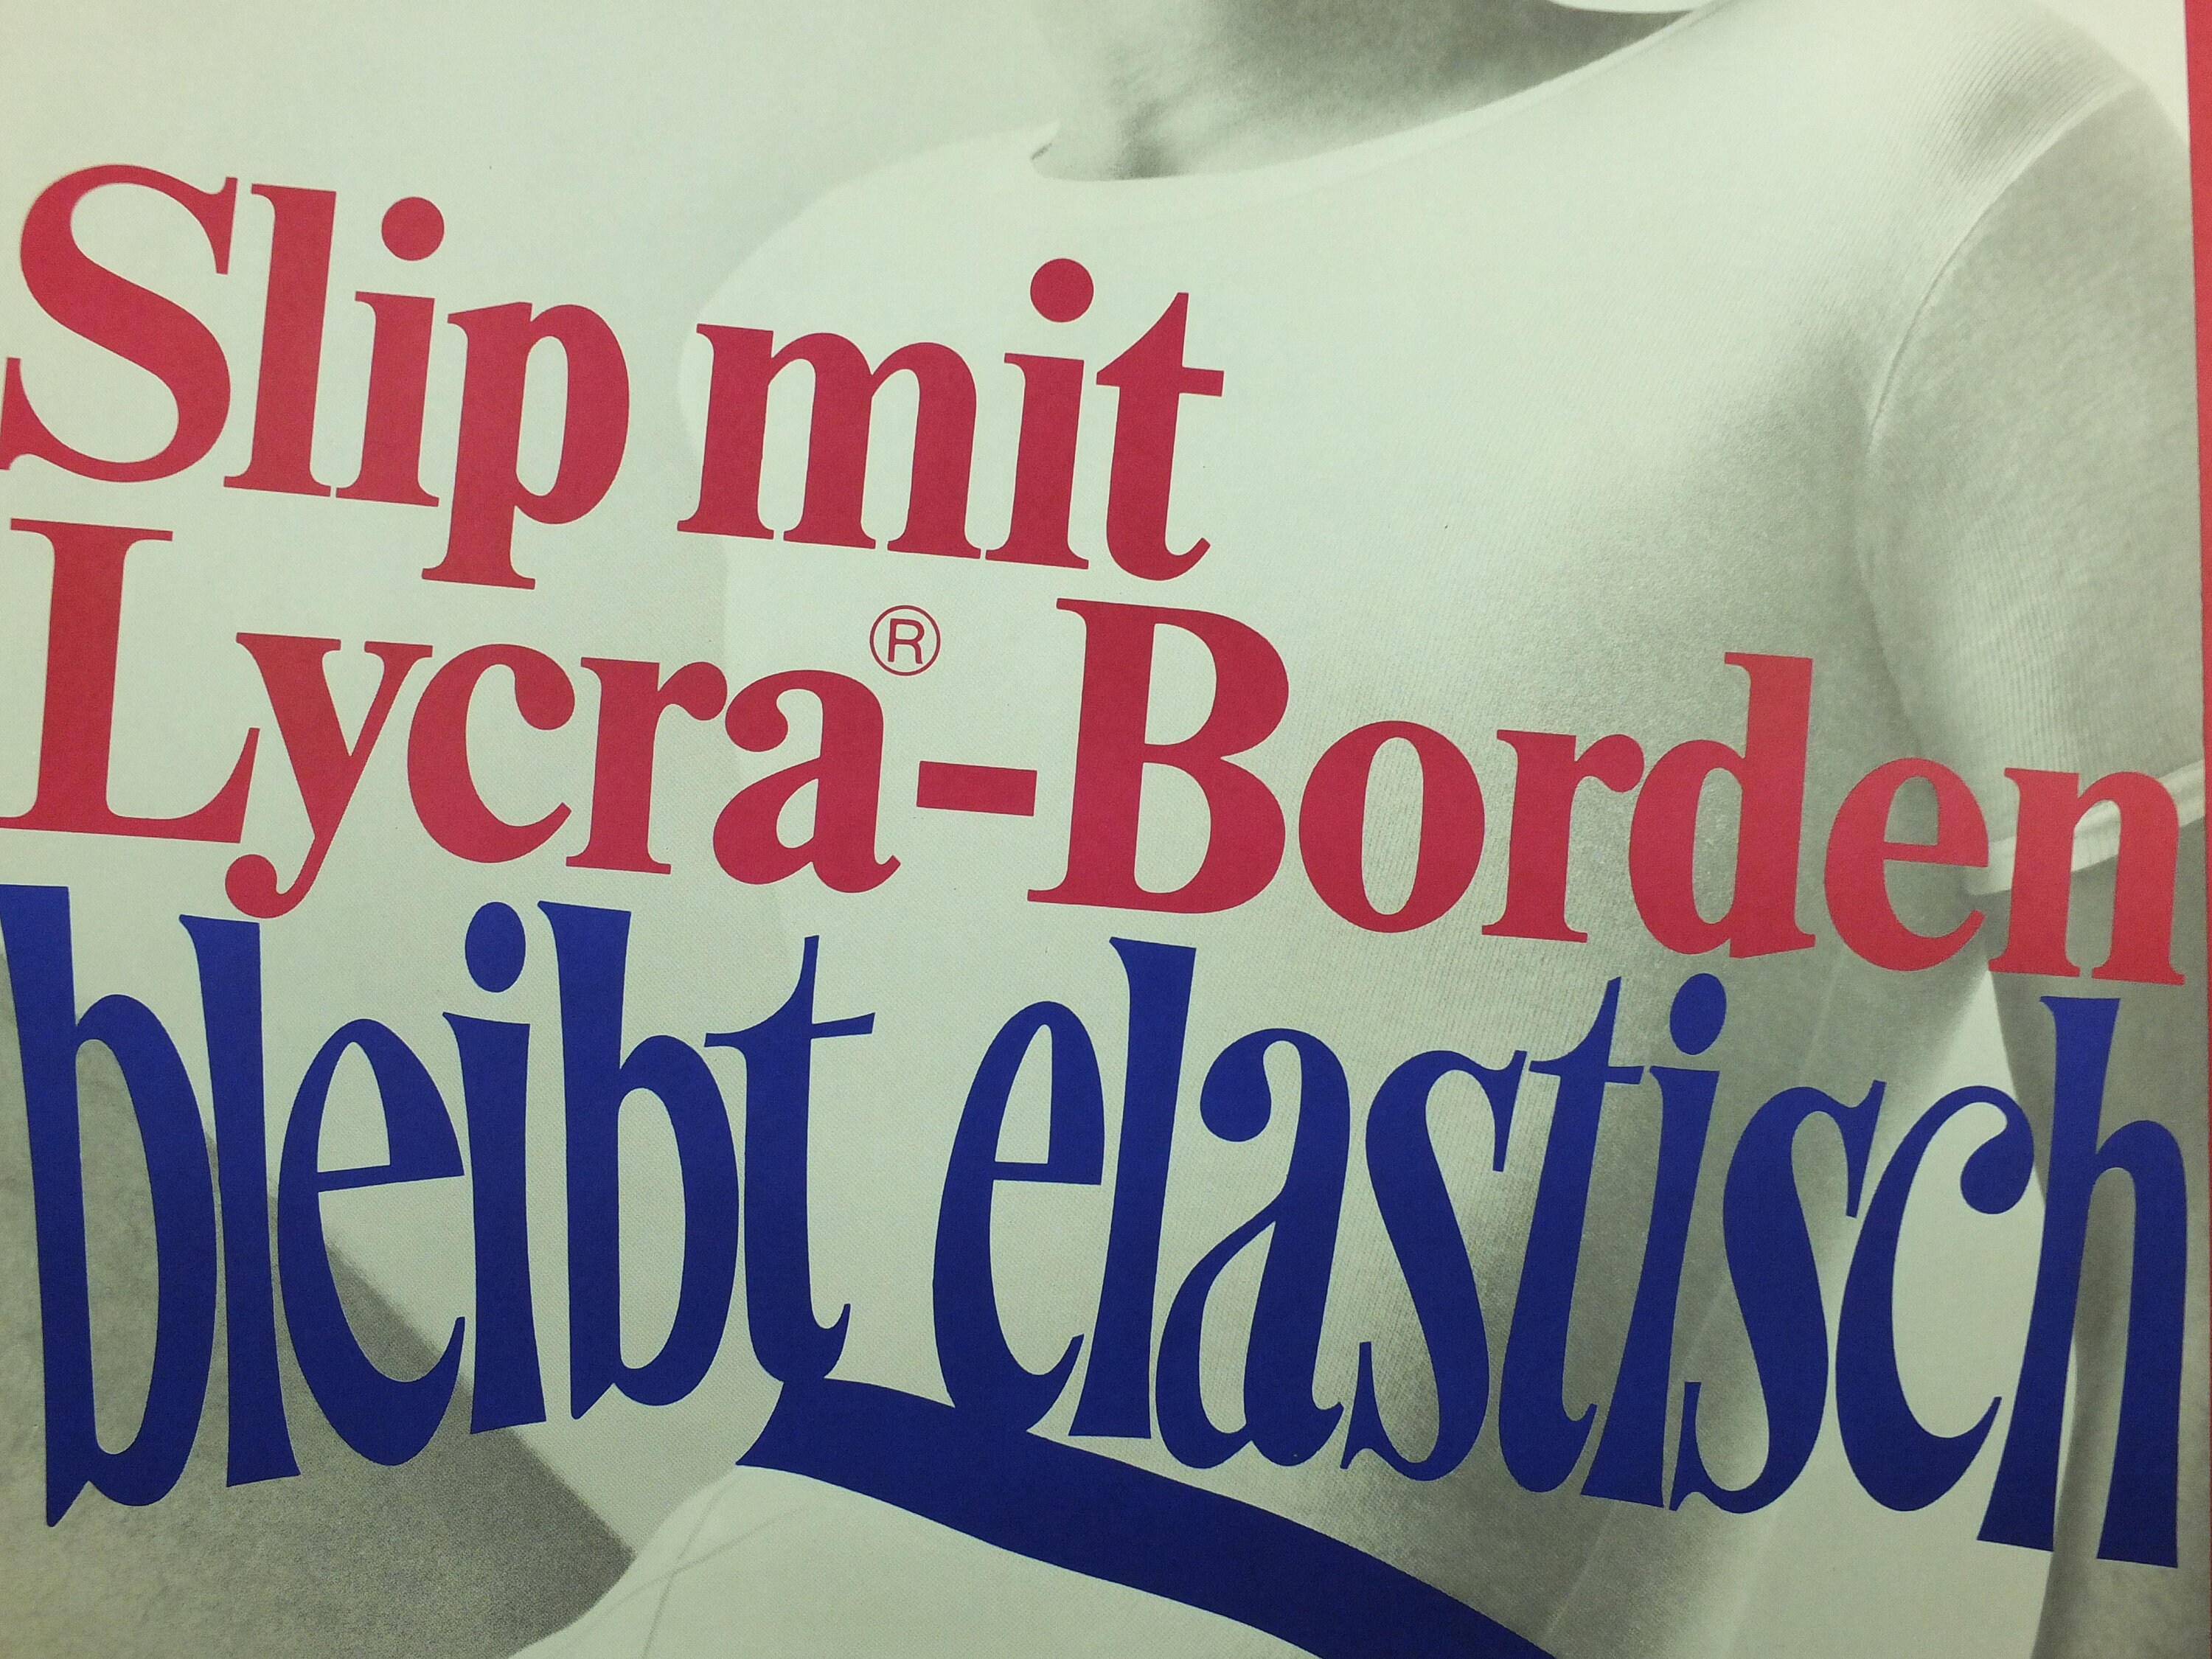 Slip mit
Lycra®-Borden
bleibt elastisch